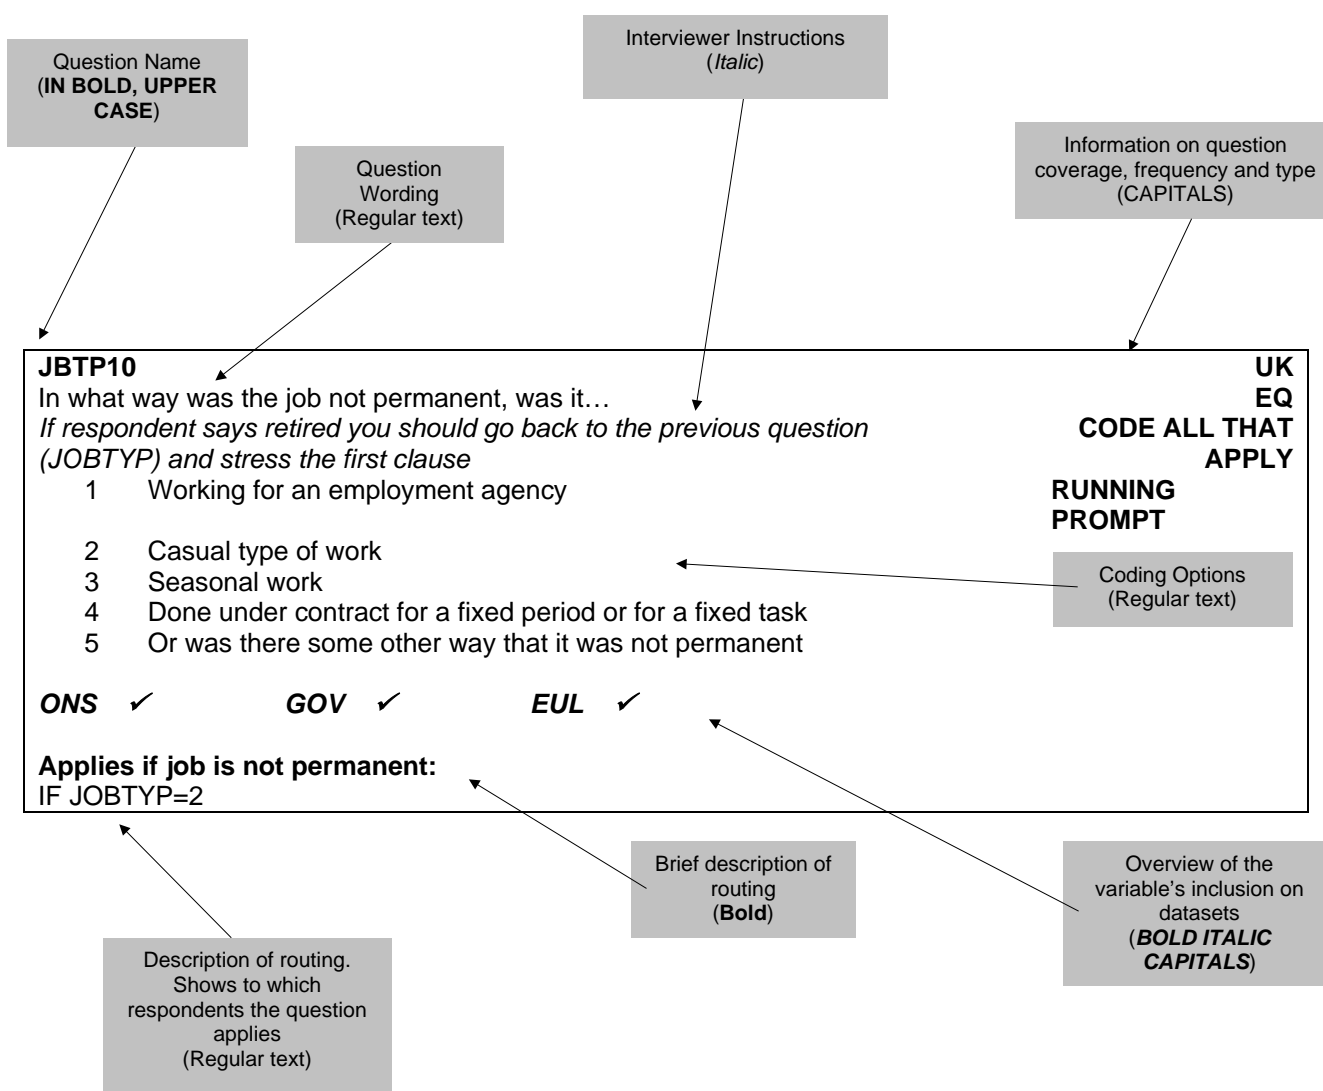 Interviewer Instructions
(Italic)
Question Name
(IN BOLD, UPPER
CASE)
Question
Wording
(Regular text)
Information on question
coverage, frequency and type
(CAPITALS)
JBTP10
UK
In what way was the job not permanent, was it…
EQ
If respondent says retired you should go back to the previous question
CODE ALL THAT
(JOBTYP) and stress the first clause
APPLY
1 Working for an employment agency
RUNNING
PROMPT
2 Casual type of work
3 Seasonal work
4 Done under contract for a fixed period or for a fixed task
5 Or was there some other way that it was not permanent
Coding Options
(Regular text)
ONS ✓ GOV ✓ EUL ✓
Applies if job is not permanent:
IF JOBTYP=2
Brief description of
routing
(Bold)
Overview of the
variable’s inclusion on
datasets
(BOLD ITALIC
CAPITALS)
Description of routing.
Shows to which
respondents the question
applies
(Regular text)